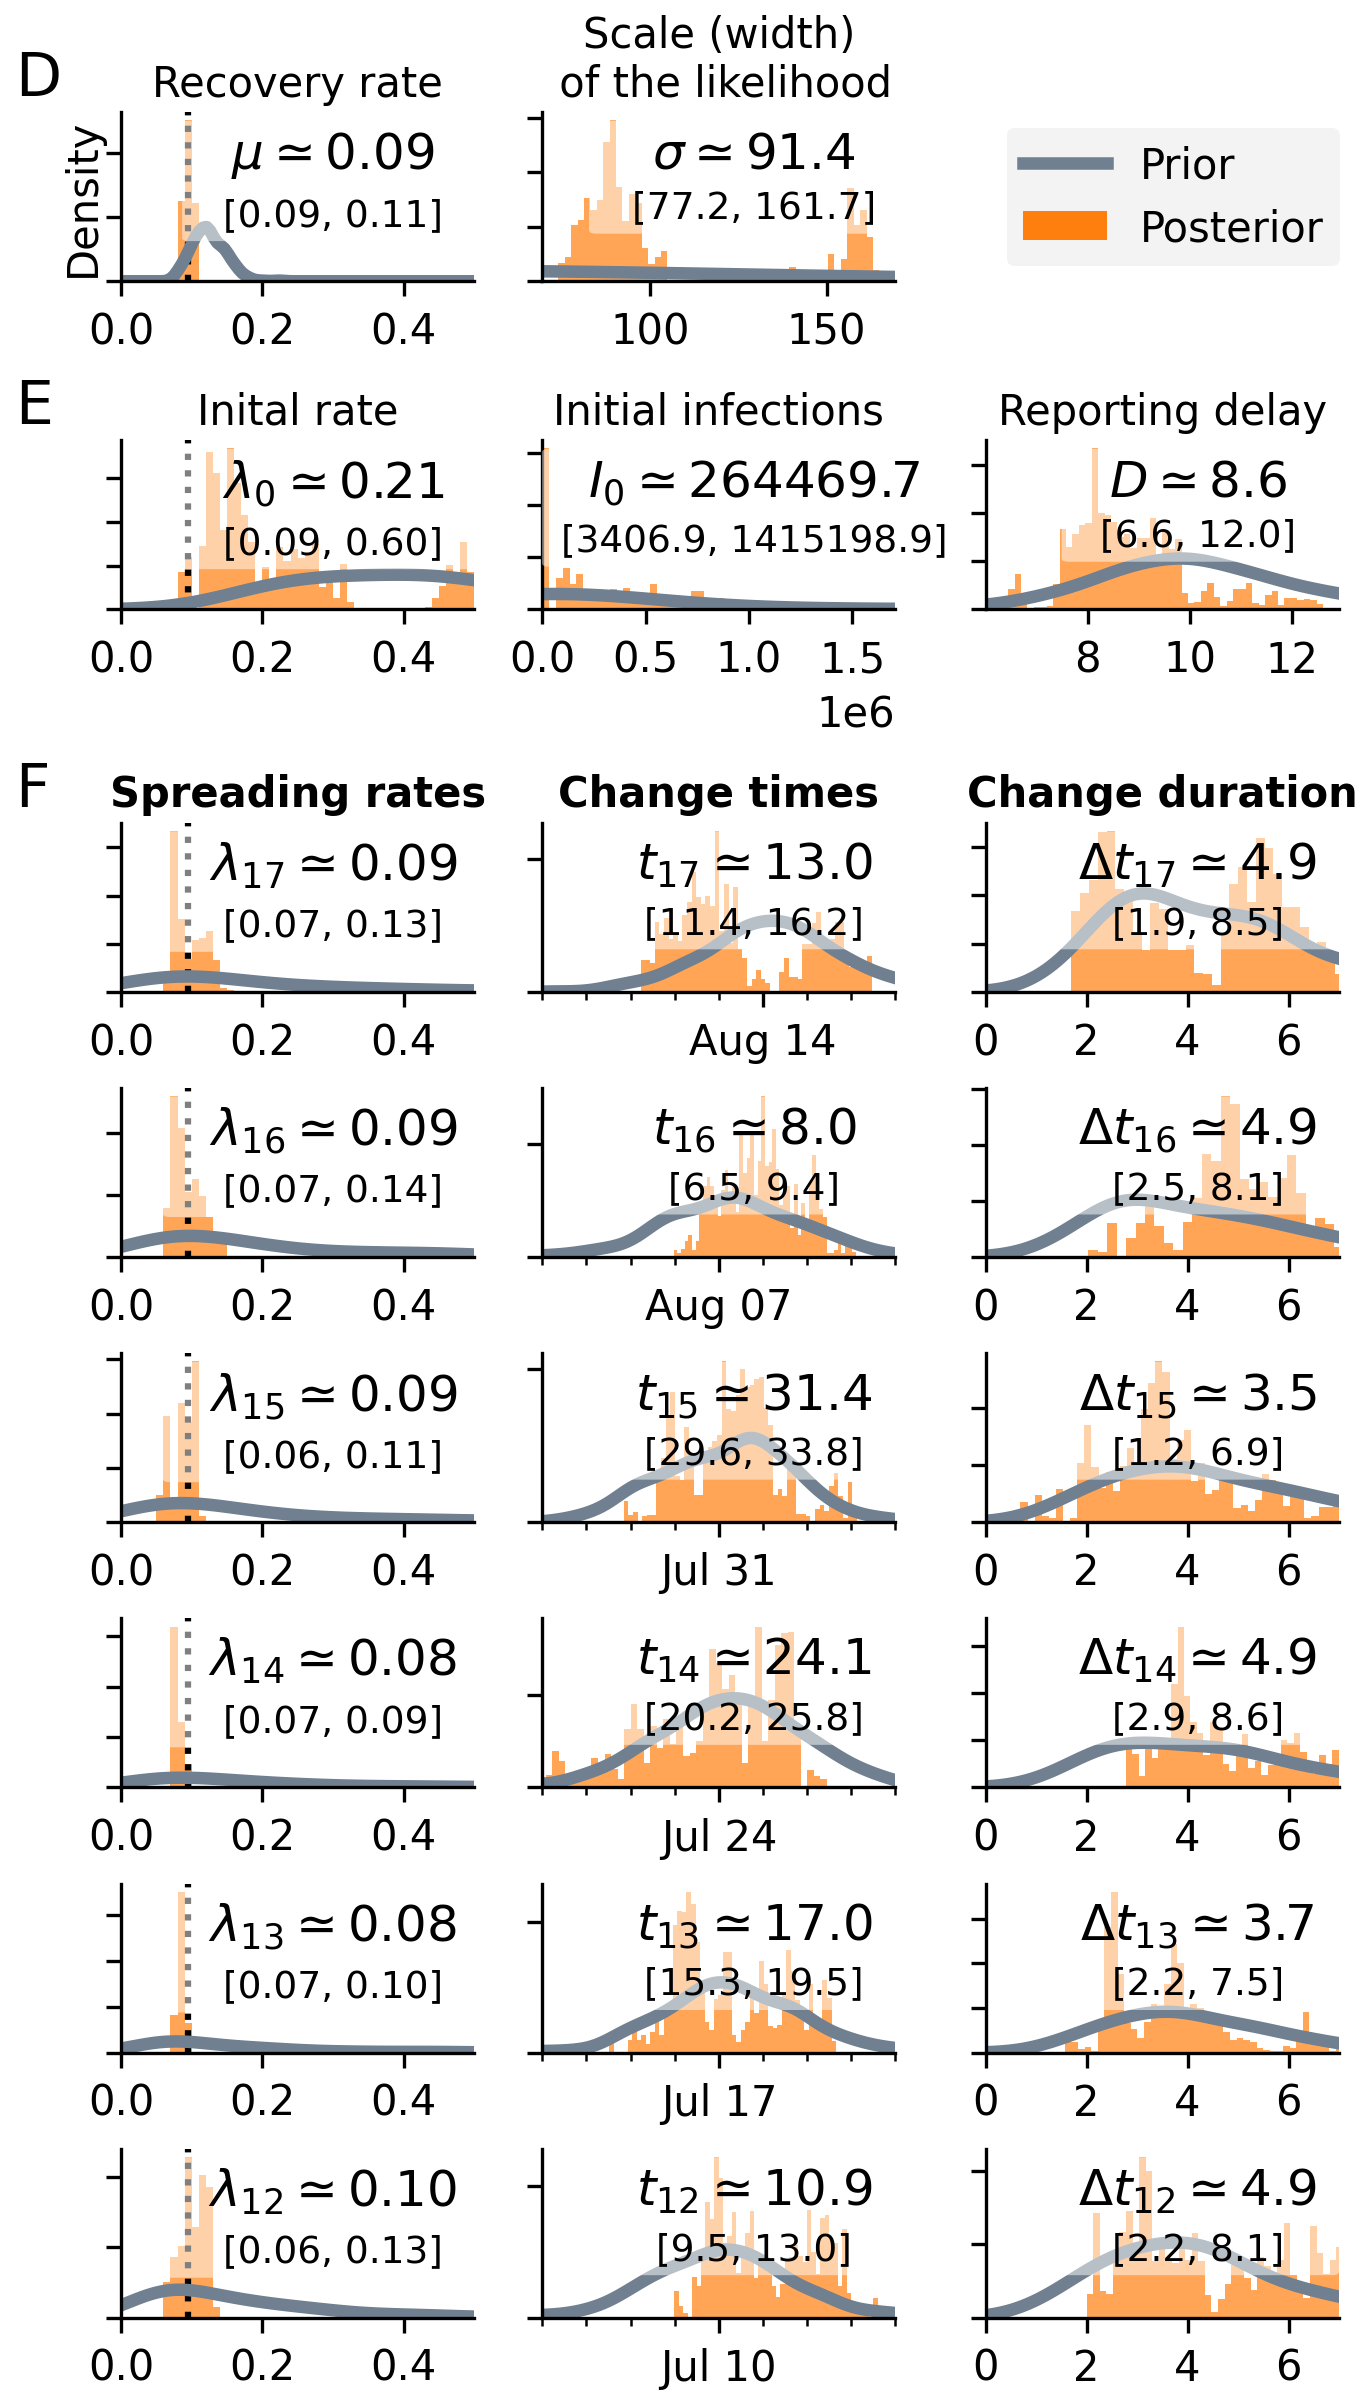 D
Recovery rate
Scale (width)
of the likelihood
Density
μ ≃ 0.09
[0.09, 0.11]
σ ≃ 91.4
[77.2, 161.7]
Prior
Posterior
0.0 0.2 0.4
100 150
E
Inital rate
Initial infections
Reporting delay
λ0 ≃ 0.21
[0.09, 0.60]
I0 ≃ 264469.7
[3406.9, 1415198.9]
D ≃ 8.6
[6.6, 12.0]
0.0 0.2 0.4
0.0 0.5 1.0 1.5
1e6
8 10 12
F
Spreading rates
Change times
Change duration
λ17 ≃ 0.09
[0.07, 0.13]
t17 ≃ 13.0
[11.4, 16.2]
Δt17 ≃ 4.9
[1.9, 8.5]
0.0 0.2 0.4
Aug 14
0 2 4 6
λ16 ≃ 0.09
[0.07, 0.14]
t16 ≃ 8.0
[6.5, 9.4]
Δt16 ≃ 4.9
[2.5, 8.1]
0.0 0.2 0.4
Aug 07
0 2 4 6
λ15 ≃ 0.09
[0.06, 0.11]
t15 ≃ 31.4
[29.6, 33.8]
Δt15 ≃ 3.5
[1.2, 6.9]
0.0 0.2 0.4
Jul 31
0 2 4 6
λ14 ≃ 0.08
[0.07, 0.09]
t14 ≃ 24.1
[20.2, 25.8]
Δt14 ≃ 4.9
[2.9, 8.6]
0.0 0.2 0.4
Jul 24
0 2 4 6
λ13 ≃ 0.08
[0.07, 0.10]
t13 ≃ 17.0
[15.3, 19.5]
Δt13 ≃ 3.7
[2.2, 7.5]
0.0 0.2 0.4
Jul 17
0 2 4 6
λ12 ≃ 0.10
[0.06, 0.13]
t12 ≃ 10.9
[9.5, 13.0]
Δt12 ≃ 4.9
[2.2, 8.1]
0.0 0.2 0.4
Jul 10
0 2 4 6